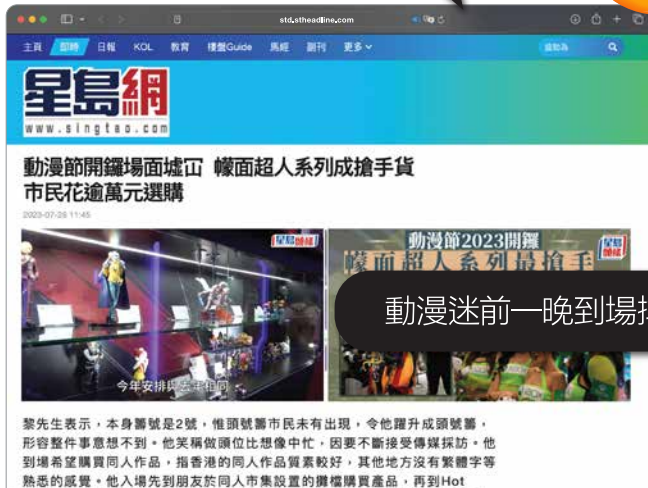 std.stheadline.com
主頁 即時 日報 KOL 教育 樓盤Guide 馬經 副刊 更多
星島網
www.singtao.com
動漫節開鑼場面墟冚 幪面超人系列成搶手貨
市民花逾萬元選購
2023-07-28 11:45
今年安排與去年相同
動漫節2023開鑼
幪面超人系列最搶手
動漫迷前一晚到場排
黎先生表示，本身籌號是2號，惟頭號籌市民未有出現，令他躍升成頭號籌，
形容整件事意想不到。他笑稱做頭位比想像中忙，因要不斷接受傳媒採訪。他
到場希望購買同人作品，指香港的同人作品質素較好，其他地方沒有繁體字等
熟悉的感覺。他入場先到朋友於同人市集設置的攤檔購買產品，再到Hot